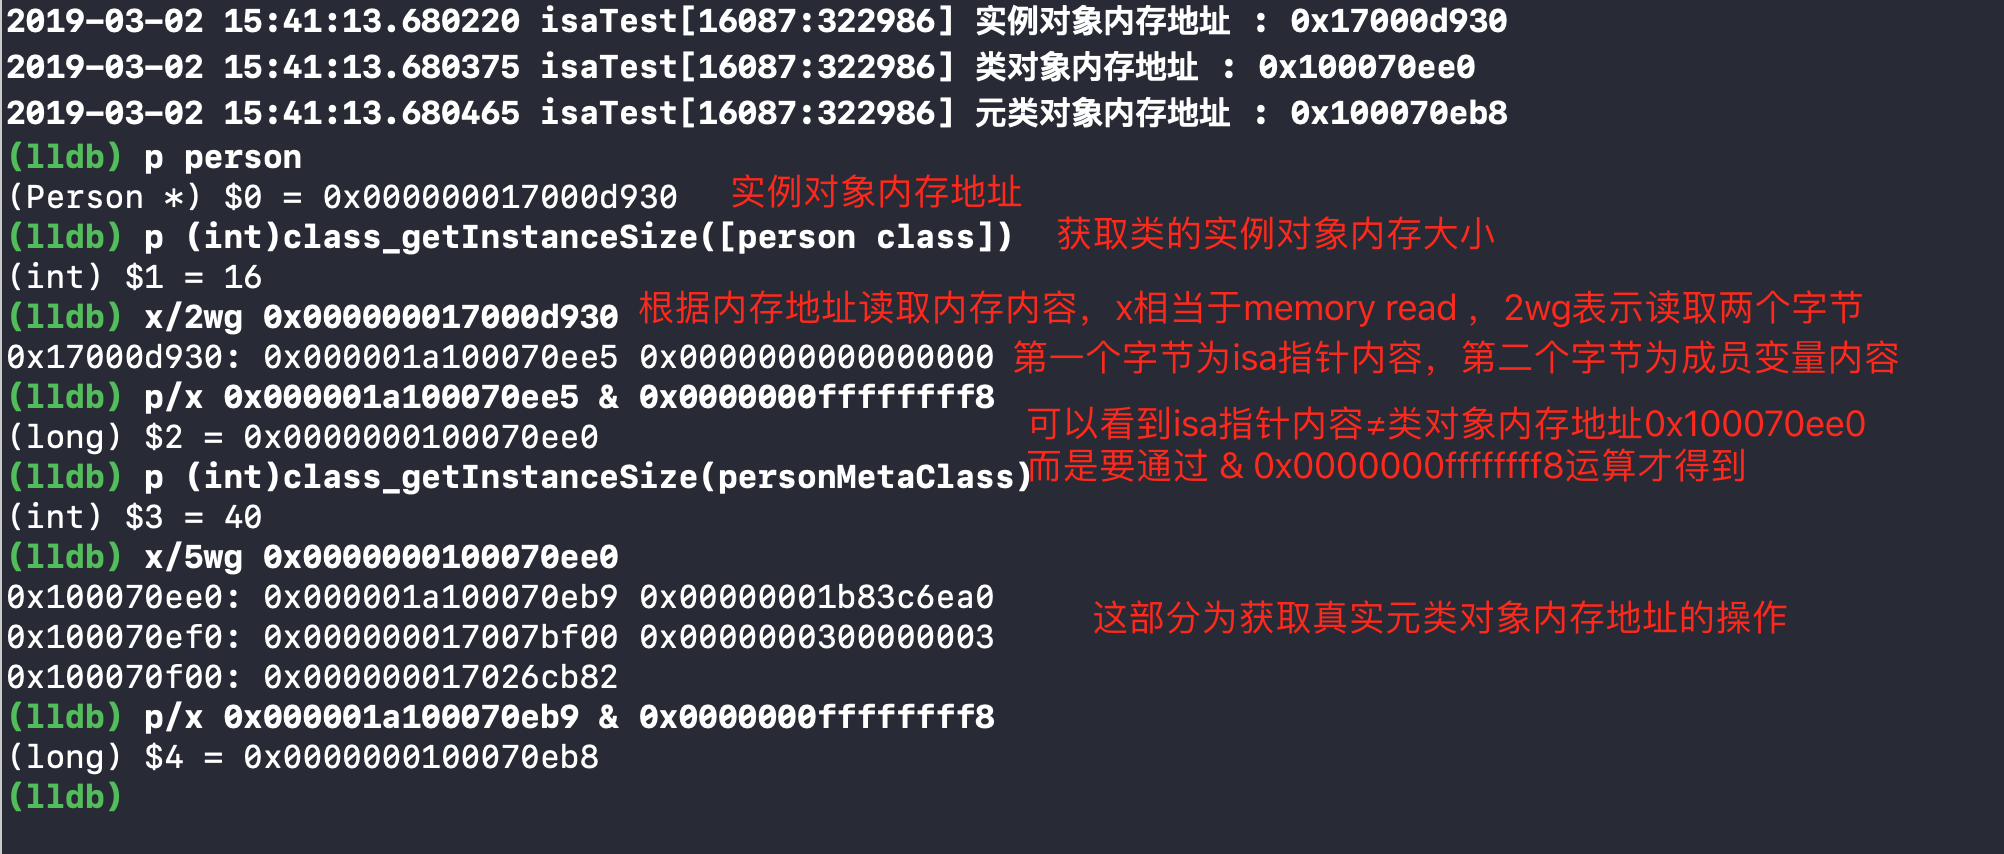 2019-03-02 15:41:13.680220 isaTest[16087:322986] 实例对象内存地址 : 0x17000d930
2019-03-02 15:41:13.680375 isaTest[16087:322986] 类对象内存地址 : 0x100070ee0
2019-03-02 15:41:13.680465 isaTest[16087:322986] 元类对象内存地址 : 0x100070eb8
(lldb) p person
(Person *) $0 = 0x000000017000d930 实例对象内存地址
(lldb) p (int)class_getInstanceSize([person class]) 获取类的实例对象内存大小
(int) $1 = 16
(lldb) x/2wg 0x000000017000d930 根据内存地址读取内存内容，x相当于memory read ，2wg表示读取两个字节
0x17000d930: 0x000001a100070ee5 0x0000000000000000 第一个字节为isa指针内容，第二个字节为成员变量内容
(lldb) p/x 0x000001a100070ee5 & 0x0000000ffffffff8
可以看到isa指针内容≠类对象内存地址0x100070ee0
(long) $2 = 0x0000000100070ee0
而是要通过 & 0x0000000ffffffff8运算才得到
(lldb) p (int)class_getInstanceSize(personMetaClass)
(int) $3 = 40
(lldb) x/5wg 0x0000000100070ee0
0x100070ee0: 0x000001a100070eb9 0x00000001b83c6ea0
这部分为获取真实元类对象内存地址的操作
0x100070ef0: 0x000000017007bf00 0x0000000300000003
0x100070f00: 0x000000017026cb82
(lldb) p/x 0x000001a100070eb9 & 0x0000000ffffffff8
(long) $4 = 0x0000000100070eb8
(lldb)